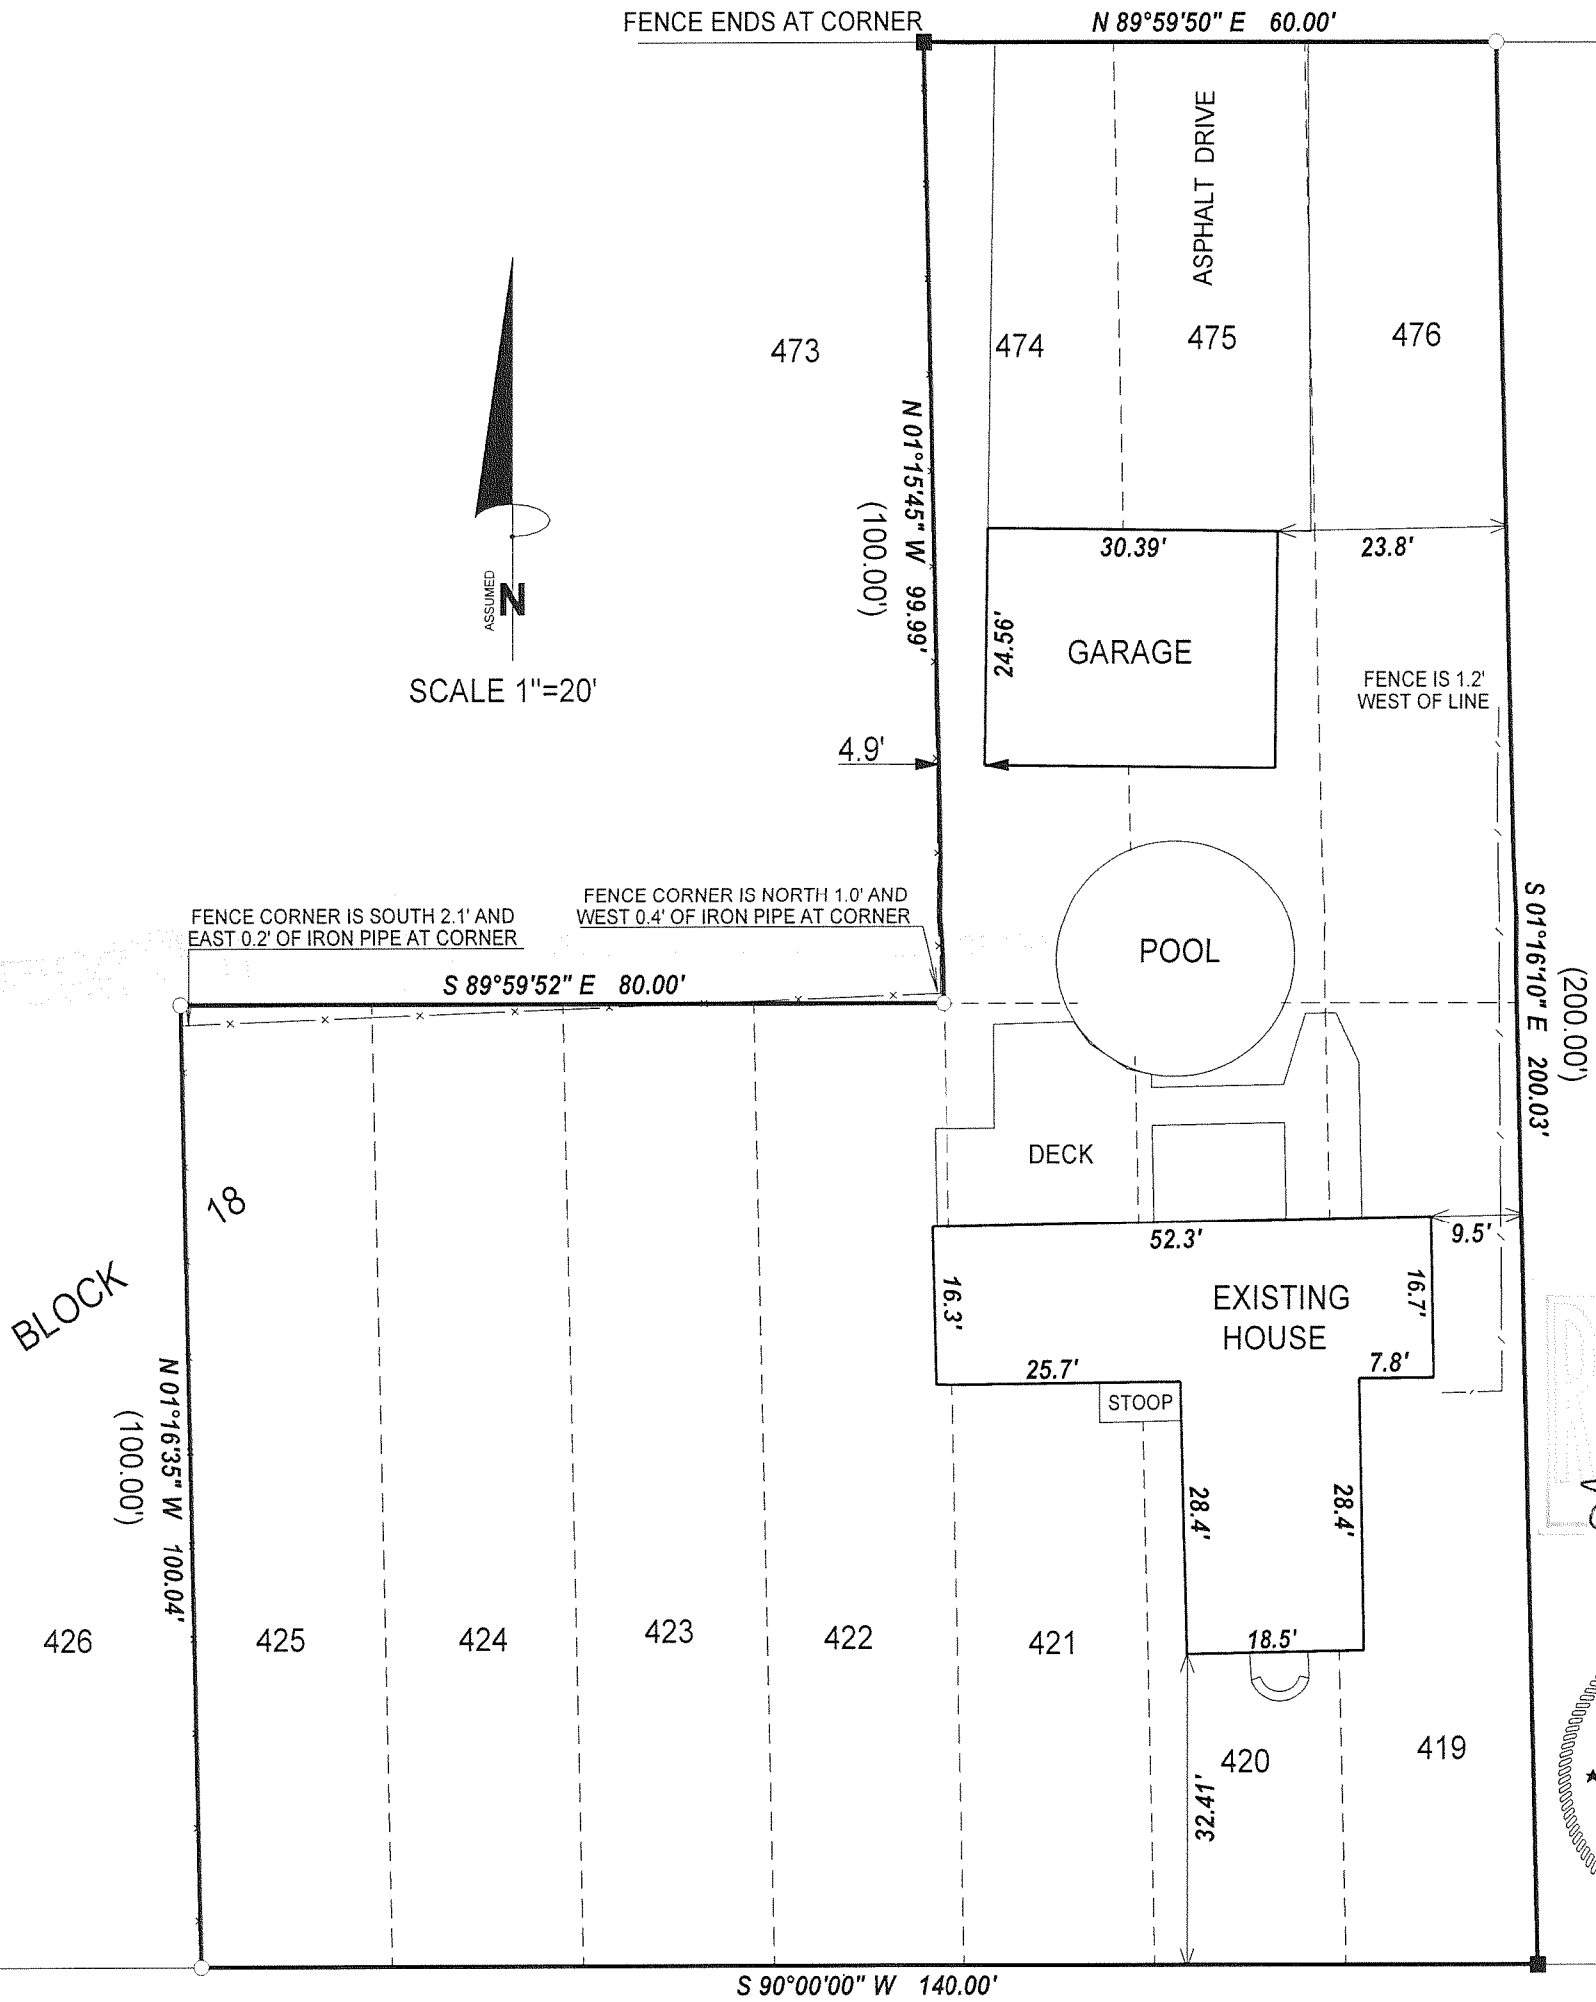 FENCE ENDS AT CORNER
N 89°59'50" E 60.00'
ASPHALT DRIVE
473
474
475
476
N 01°15'45" W 99.99'
(100.00')
30.39'
23.8'
24.56'
GARAGE
ASSUMED
N
SCALE 1"=20'
FENCE IS 1.2'
WEST OF LINE
4.9'
FENCE CORNER IS SOUTH 2.1' AND
EAST 0.2' OF IRON PIPE AT CORNER
FENCE CORNER IS NORTH 1.0' AND
WEST 0.4' OF IRON PIPE AT CORNER
POOL
S 89°59'52" E 80.00'
S 01°16'10" E 200.03'
(200.00')
DECK
18
BLOCK
52.3'
9.5'
16.3'
16.7'
EXISTING
HOUSE
25.7'
7.8'
STOOP
N 01°16'35" W 100.04'
(100.00')
28.4'
28.4'
18.5'
426
425
424
423
422
421
420
419
32.41'
S 90°00'00" W 140.00'